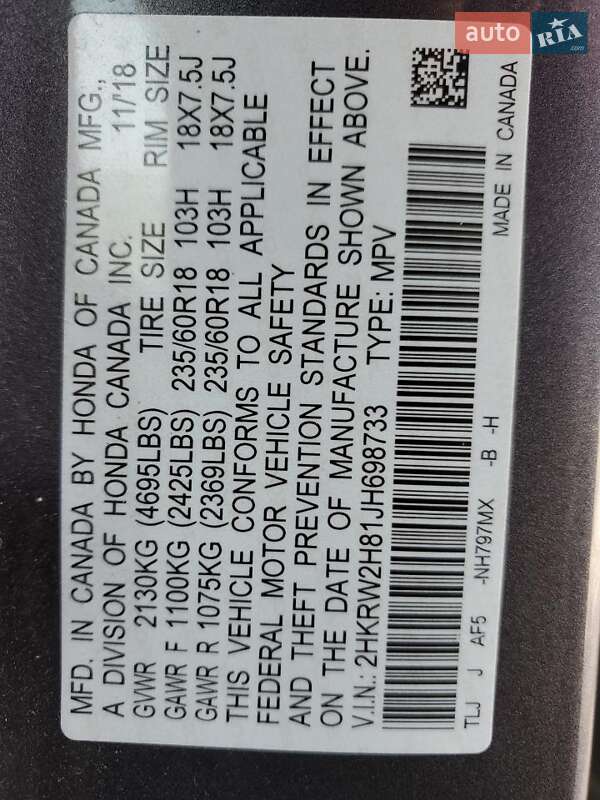 MFD. IN CANADA BY HONDA OF CANADA MFG.,
A DIVISION OF HONDA CANADA INC. 11/'18
GVWR 2130KG (4695LBS) TIRE SIZE RIM SIZE
GAWR F 1100KG (2425LBS) 235/60R18 103H 18X7.5J
GAWR R 1075KG (2369LBS) 235/60R18 103H 18X7.5J
THIS VEHICLE CONFORMS TO ALL APPLICABLE
FEDERAL MOTOR VEHICLE SAFETY
AND THEFT PREVENTION STANDARDS IN EFFECT
ON THE DATE OF MANUFACTURE SHOWN ABOVE.
V.I.N.: 2HKRW2H81JH698733 TYPE: MPV
TLJ J AF5 -NH797MX -B -H MADE IN CANADA
auto RIA .com